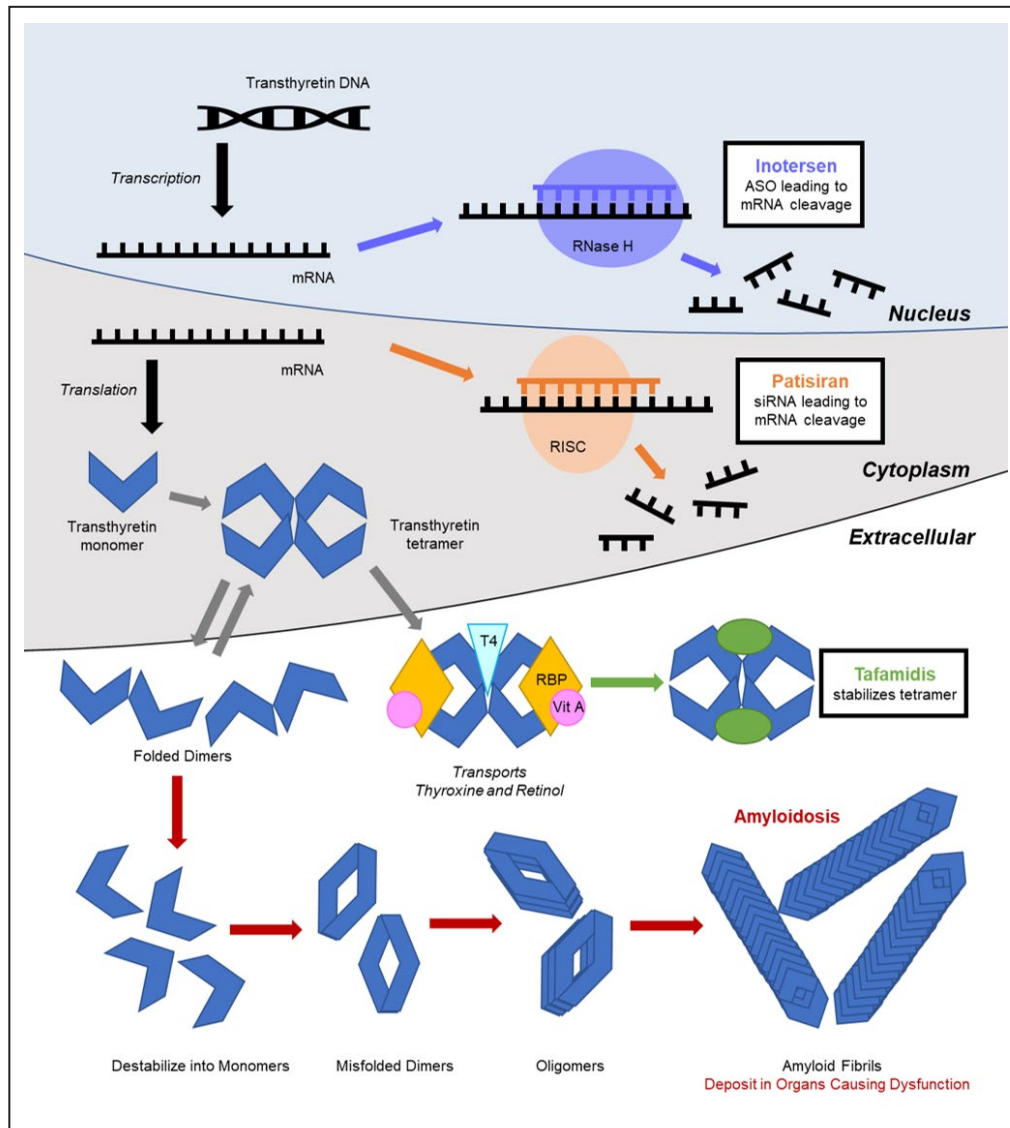 Transthyretin DNA
Transcription
mRNA
RNase H
Inotersen
ASO leading to
mRNA cleavage
Nucleus
mRNA
Translation
RISC
Patisiran
siRNA leading to
mRNA cleavage
Cytoplasm
Transthyretin
monomer
Transthyretin
tetramer
Extracellular
T4
RBP
Vit A
Tafamidis
stabilizes tetramer
Folded Dimers
Transports
Thyroxine and Retinol
Amyloidosis
Destabilize into Monomers
Misfolded Dimers
Oligomers
Amyloid Fibrils
Deposit in Organs Causing Dysfunction